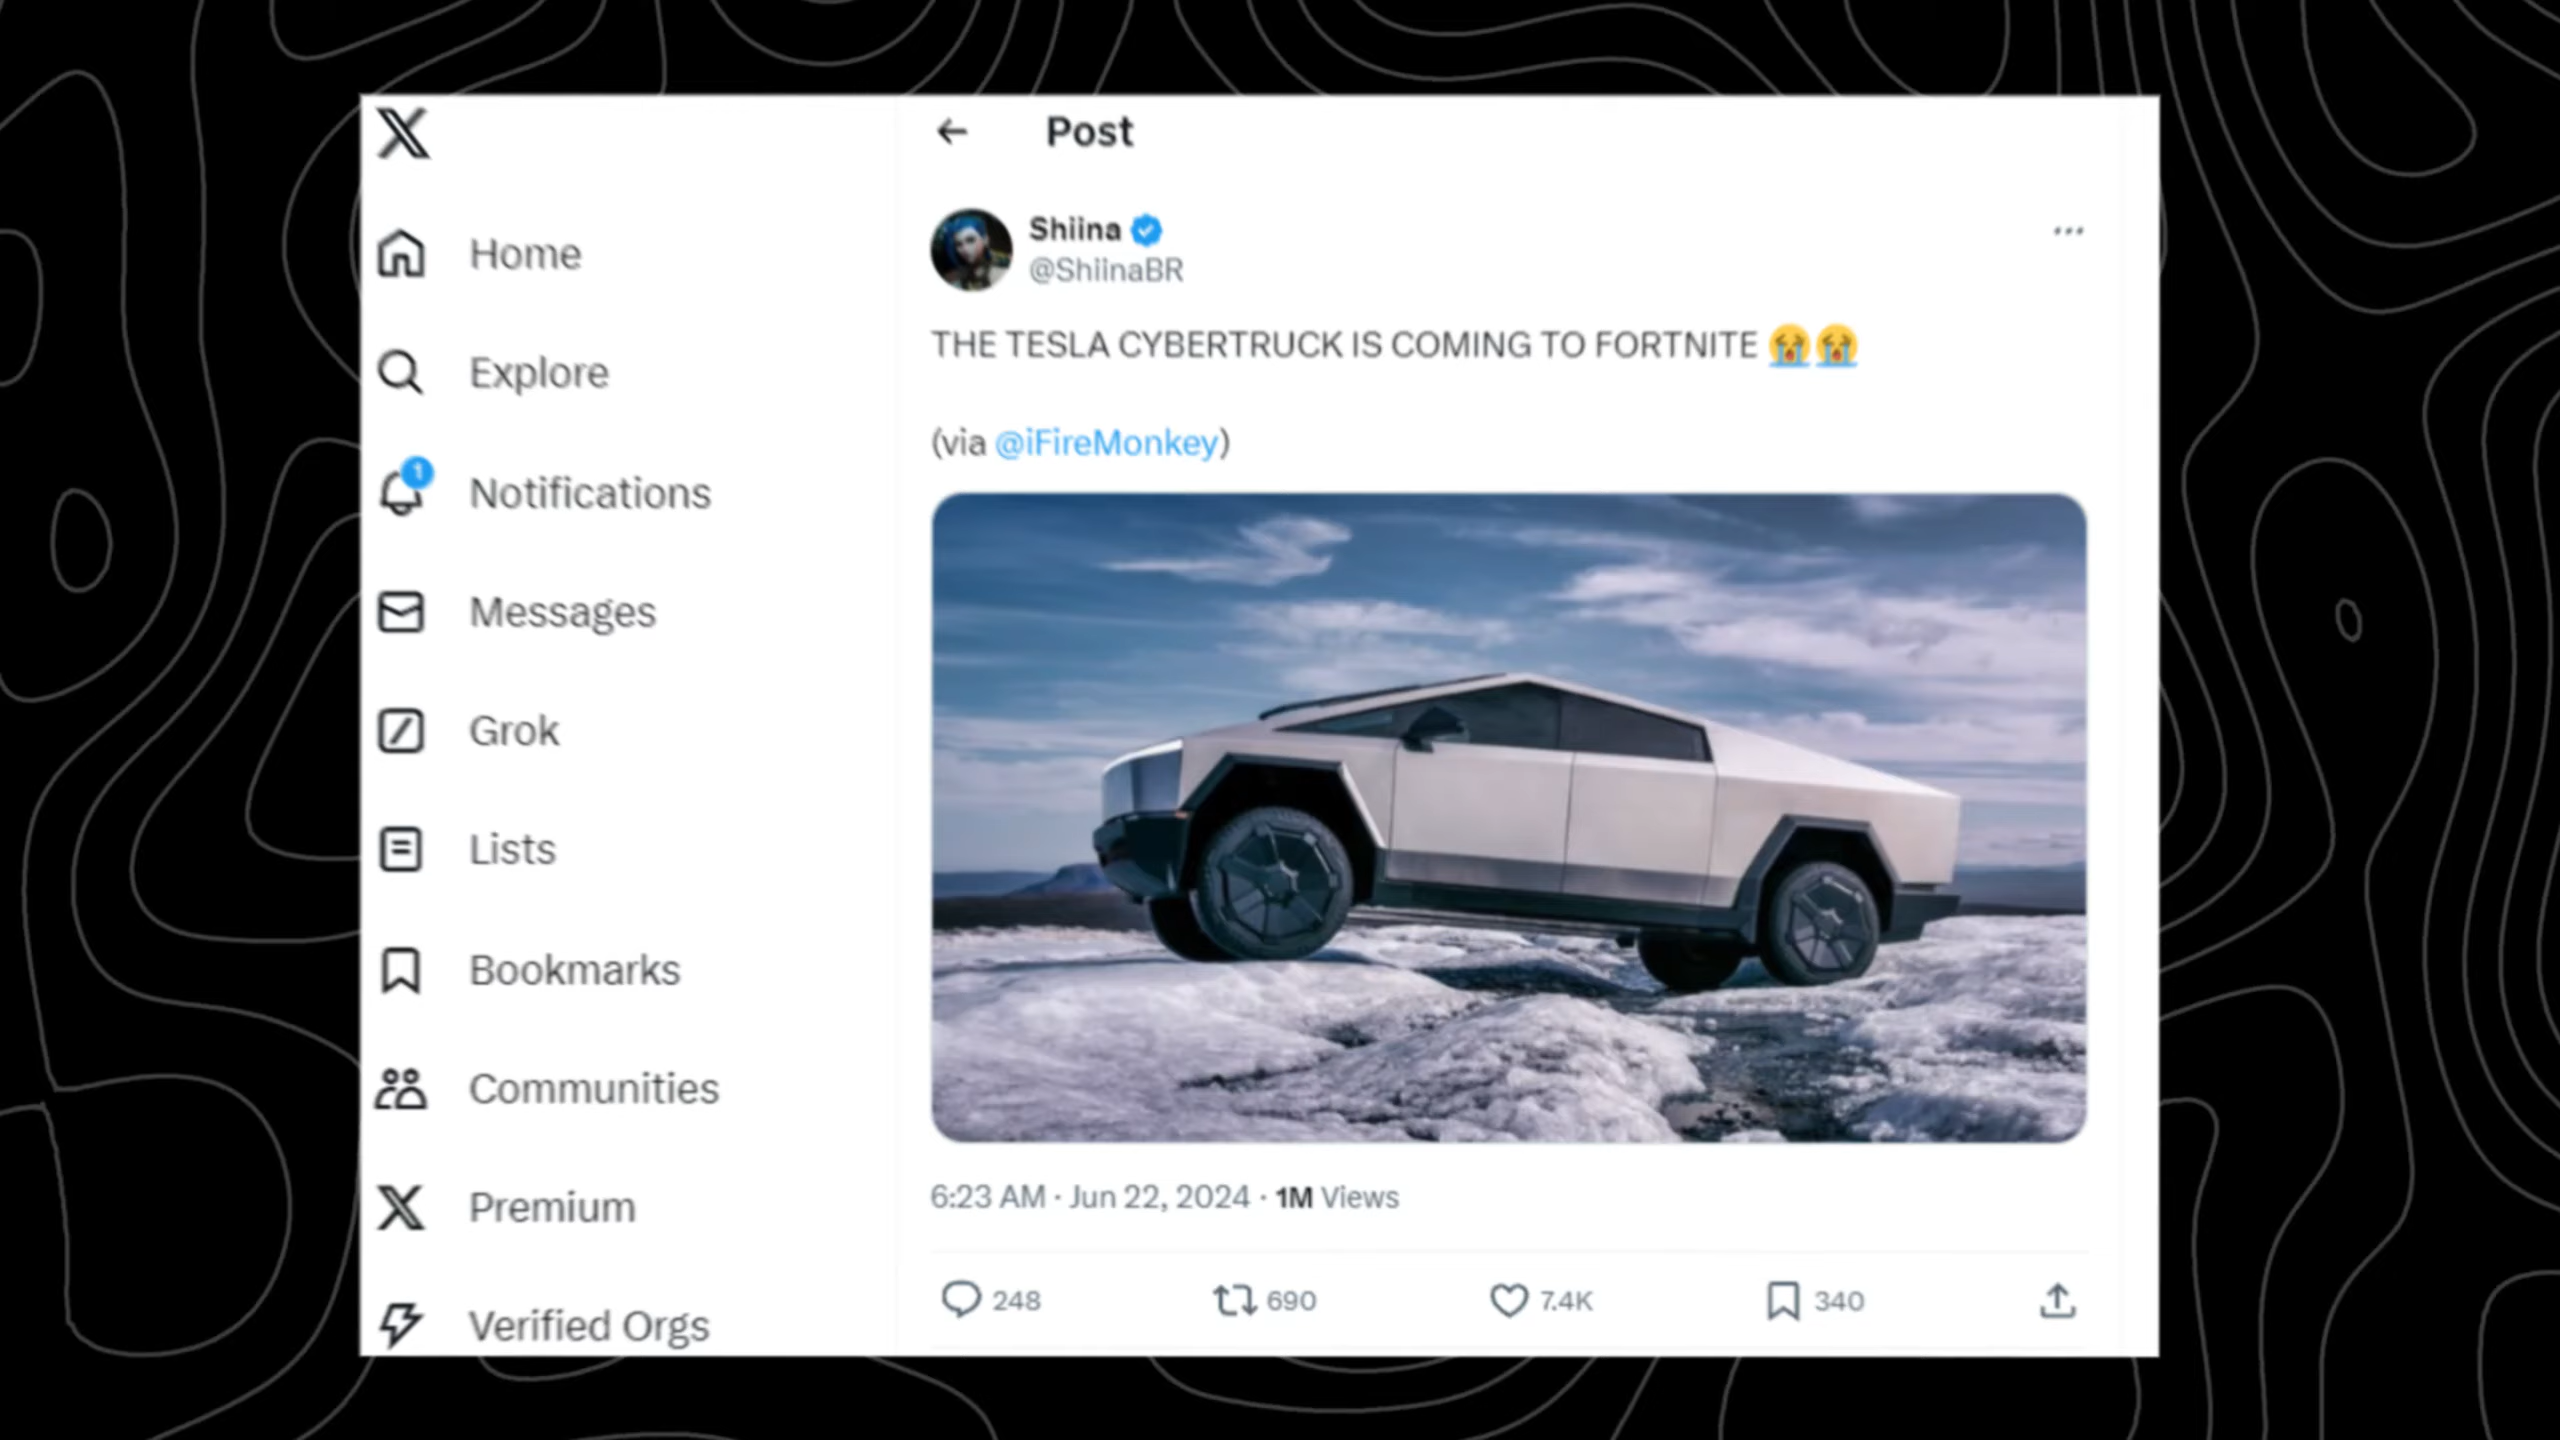 Home
Explore
1
Notifications
Messages
Grok
Lists
Bookmarks
Communities
Premium
Verified Orgs
Post
Shiina
@ShiinaBR
THE TESLA CYBERTRUCK IS COMING TO FORTNITE 😭😭
(via @iFireMonkey)
6:23 AM · Jun 22, 2024 · 1M Views
248 690 7.4K 340